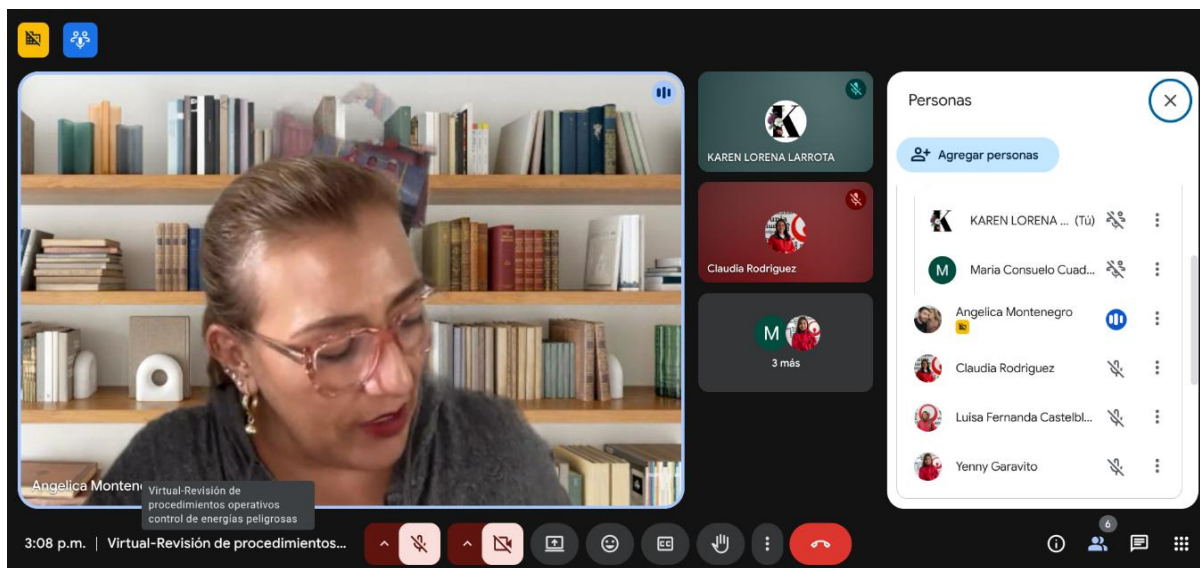 KAREN LORENA LARROTA
Claudia Rodriguez
M
3 más
Personas
Agregar personas
KAREN LORENA ... (Tú)
M
Maria Consuelo Cuad...
Angelica Montenegro
Claudia Rodriguez
Luisa Fernanda Castelbl...
Yenny Garavito
Angelica Monten
Virtual-Revisión de
procedimientos operativos
control de energías peligrosas
3:08 p.m. | Virtual-Revisión de procedimientos...
CC
6